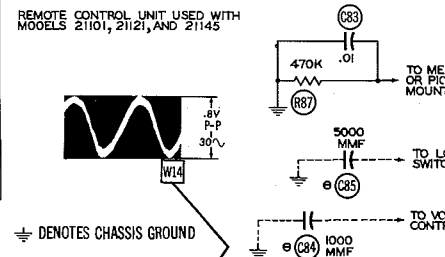 REMOTE CONTROL UNIT USED WITH
MODELS 21101, 21121, AND 21145
C83
.01
470K
R87
TO ME
OR PIC
MOUNT
.8V
P-P
30∿
W14
5000
MMF
TO LO
SWITC
⊖ C85
TO VO
CONTR
⊖ C84 1000
MMF
⏚ DENOTES CHASSIS GROUND